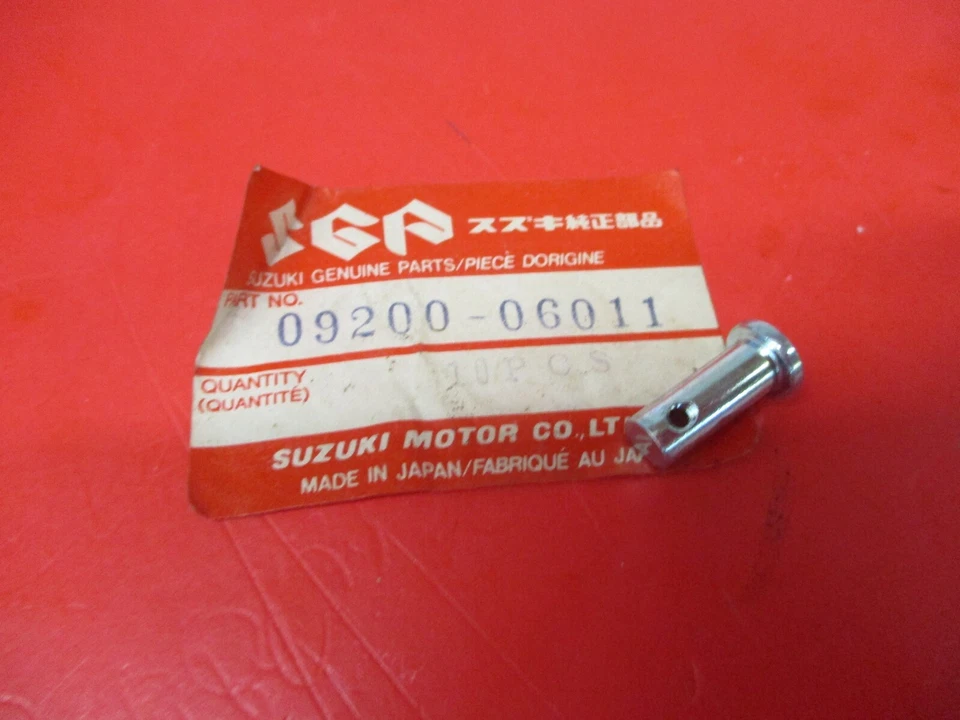 SGP スズキ純正部品
SUZUKI GENUINE PARTS/PIECE DORIGINE
PART NO.
09200-06011
QUANTITY
(QUANTITÉ)
10PCS
SUZUKI MOTOR CO.,LT
MADE IN JAPAN/FABRIQUÉ AU JA